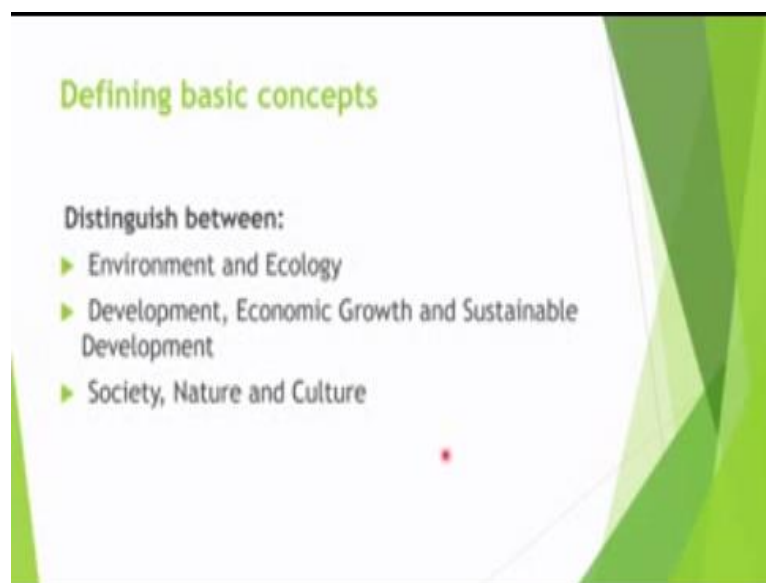 Defining basic concepts
Distinguish between:
Environment and Ecology
Development, Economic Growth and Sustainable
Development
Society, Nature and Culture